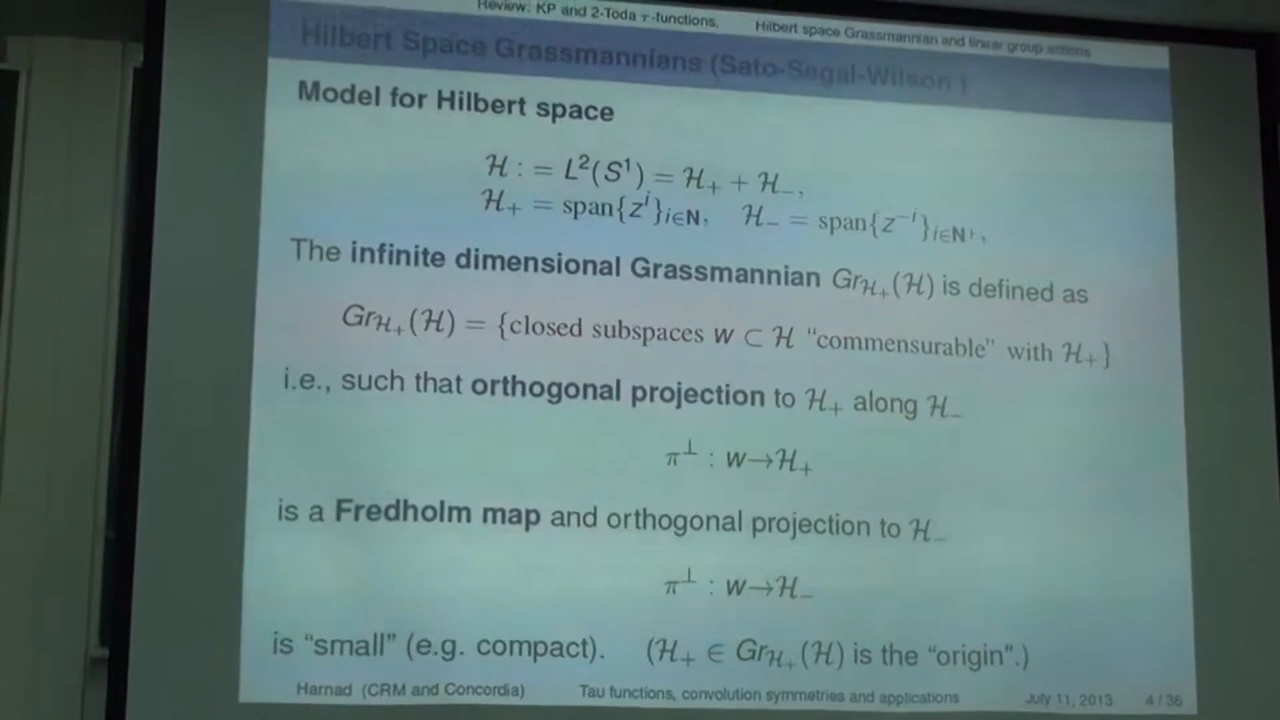 Review: KP and 2-Toda τ-functions. Hilbert space Grassmannian and linear group actions
Hilbert Space Grassmannians (Sato-Segal-Wilson )
Model for Hilbert space
ℋ : = L²(S¹) = ℋ₊ + ℋ₋,
ℋ₊ = span{zⁱ}i∈N, ℋ₋ = span{z⁻ⁱ}i∈N⁺,
The infinite dimensional Grassmannian Grℋ₊(ℋ) is defined as
Grℋ₊(ℋ) = {closed subspaces w ⊂ ℋ “commensurable” with ℋ₊}
i.e., such that orthogonal projection to ℋ₊ along ℋ₋
π⊥ : w→ℋ₊
is a Fredholm map and orthogonal projection to ℋ₋
π⊥ : w→ℋ₋
is “small” (e.g. compact). (ℋ₊ ∈ Grℋ₊(ℋ) is the “origin”.)
Harnad (CRM and Concordia) Tau functions, convolution symmetries and applications July 11, 2013 4 / 36